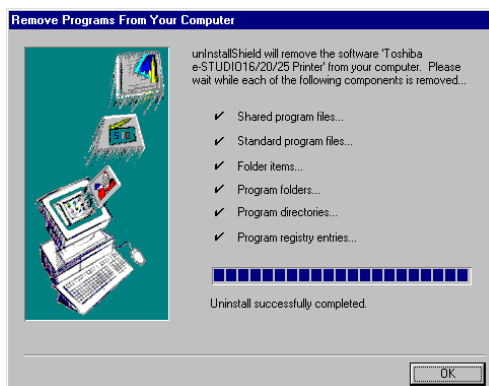 Remove Programs From Your Computer
unInstallShield will remove the software 'Toshiba
e-STUDIO16/20/25 Printer' from your computer. Please
wait while each of the following components is removed...
✔ Shared program files...
✔ Standard program files...
✔ Folder items...
✔ Program folders...
✔ Program directories...
✔ Program registry entries...
Uninstall successfully completed.
OK